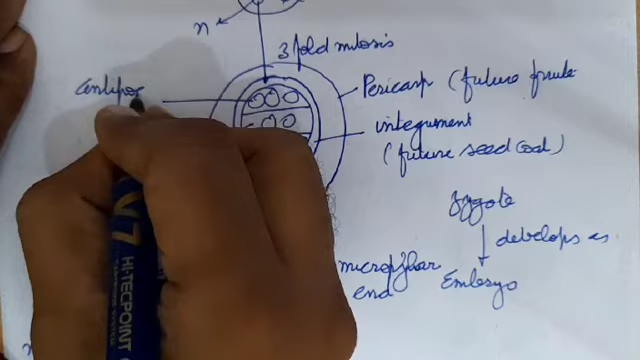 n
3 fold mitosis
antipo
Pericarp (future fruit
integument
(future seed coat)
zygote
develops as
micropylar
end
Embryo
V7
HI-TECPOINT